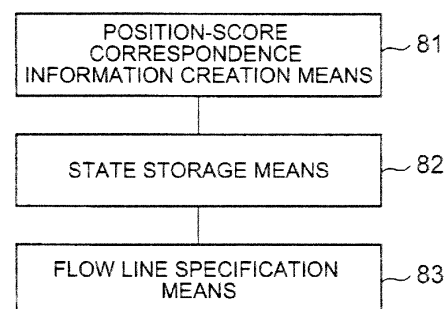 POSITION-SCORE
CORRESPONDENCE
INFORMATION CREATION MEANS
81
STATE STORAGE MEANS
82
FLOW LINE SPECIFICATION
MEANS
83